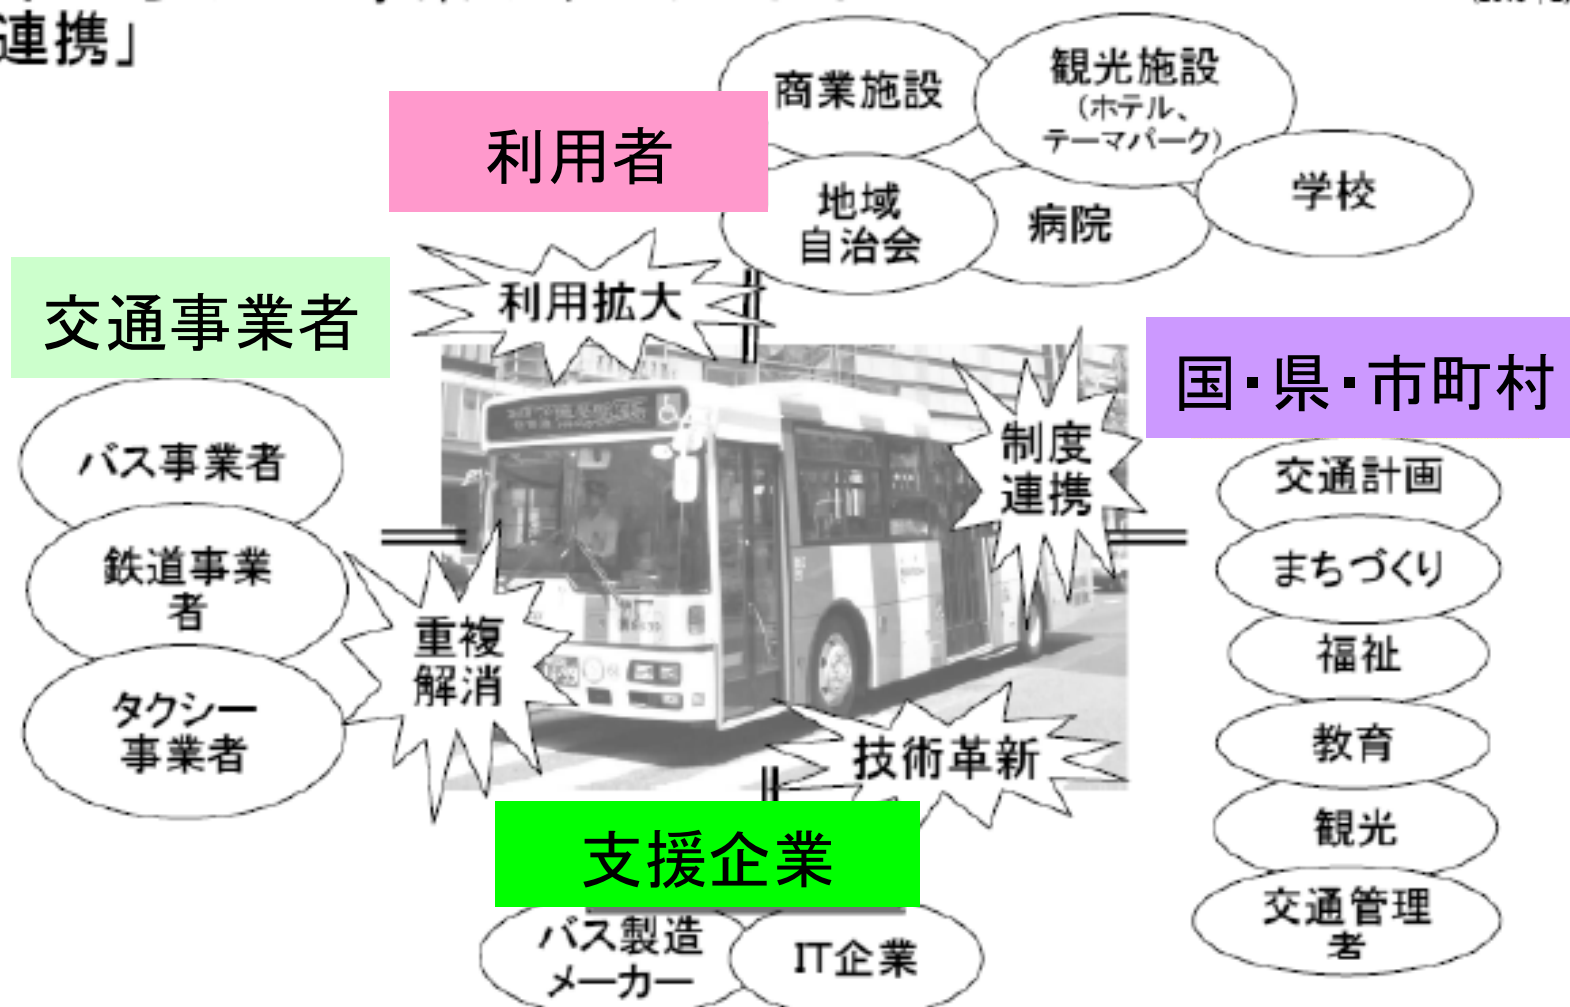 連携」
商業施設
観光施設
(ホテル、
テーマパーク)
利用者
学校
地域
自治会
病院
利用拡大
交通事業者
国・県・市町村
バス事業者
制度
連携
交通計画
鉄道事業
者
まちづくり
重複
解消
福祉
タクシー
事業者
技術革新
教育
支援企業
観光
バス製造
メーカー
IT企業
交通管理
者